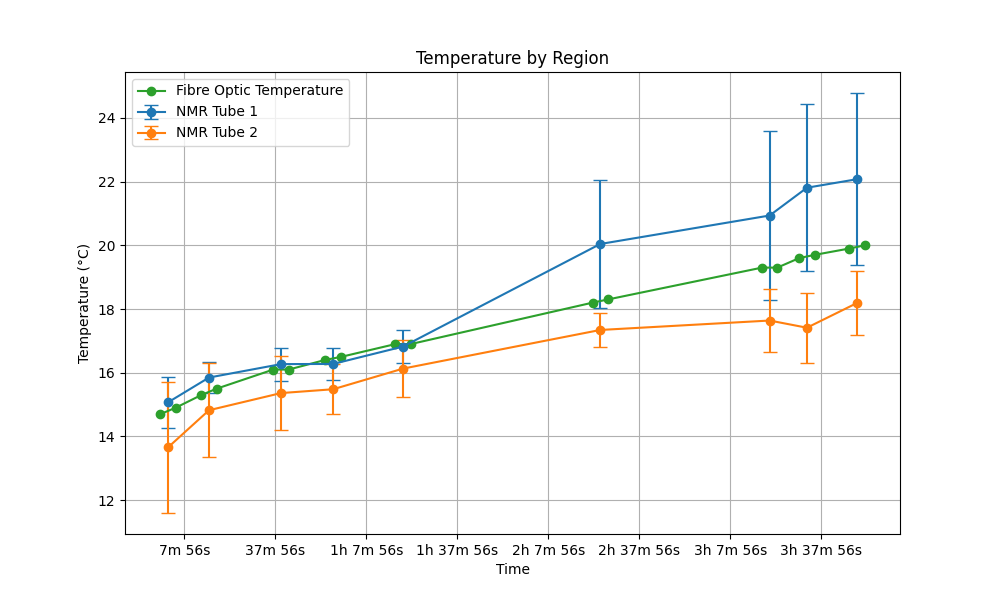 Temperature by Region
Fibre Optic Temperature
NMR Tube 1
NMR Tube 2
Temperature (°C)
24
22
20
18
16
14
12
7m 56s 37m 56s 1h 7m 56s 1h 37m 56s 2h 7m 56s 2h 37m 56s 3h 7m 56s 3h 37m 56s
Time